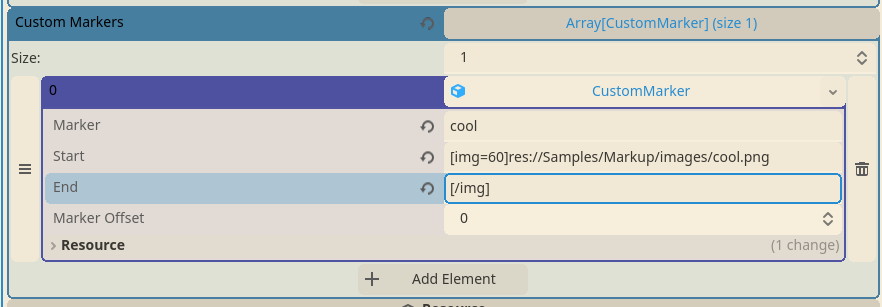 Custom Markers Array[CustomMarker] (size 1)
Size: 1
0 CustomMarker
Marker cool
Start [img=60]res://Samples/Markup/images/cool.png
End [/img]
Marker Offset 0
Resource (1 change)
Add Element